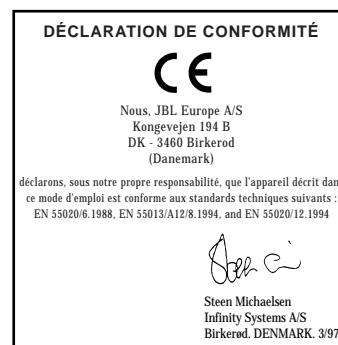 DÉCLARATION DE CONFORMITÉ
CE
Nous, JBL Europe A/S
Kongevejen 194 B
DK - 3460 Birkerod
(Danemark)
déclarons, sous notre propre responsabilité, que l'appareil décrit dan
ce mode d'emploi est conforme aux standards techniques suivants :
EN 55020/6.1988, EN 55013/A12/8.1994, and EN 55020/12.1994
Steen Michaelsen
Infinity Systems A/S
Birkerød. DENMARK. 3/97